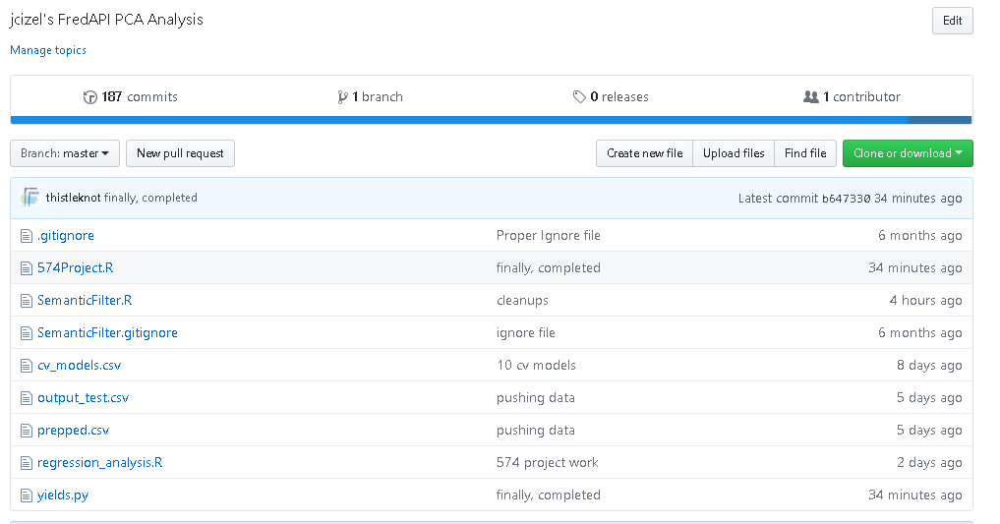 jcizel's FredAPI PCA Analysis Edit
Manage topics
187 commits 1 branch 0 releases 1 contributor
Branch: master New pull request Create new file Upload files Find file Clone or download
thistleknot finally, completed Latest commit b647330 34 minutes ago
.gitignore Proper Ignore file 6 months ago
574Project.R finally, completed 34 minutes ago
SemanticFilter.R cleanups 4 hours ago
SemanticFilter.gitignore ignore file 6 months ago
cv_models.csv 10 cv models 8 days ago
output_test.csv pushing data 5 days ago
prepped.csv pushing data 5 days ago
regression_analysis.R 574 project work 2 days ago
yields.py finally, completed 34 minutes ago